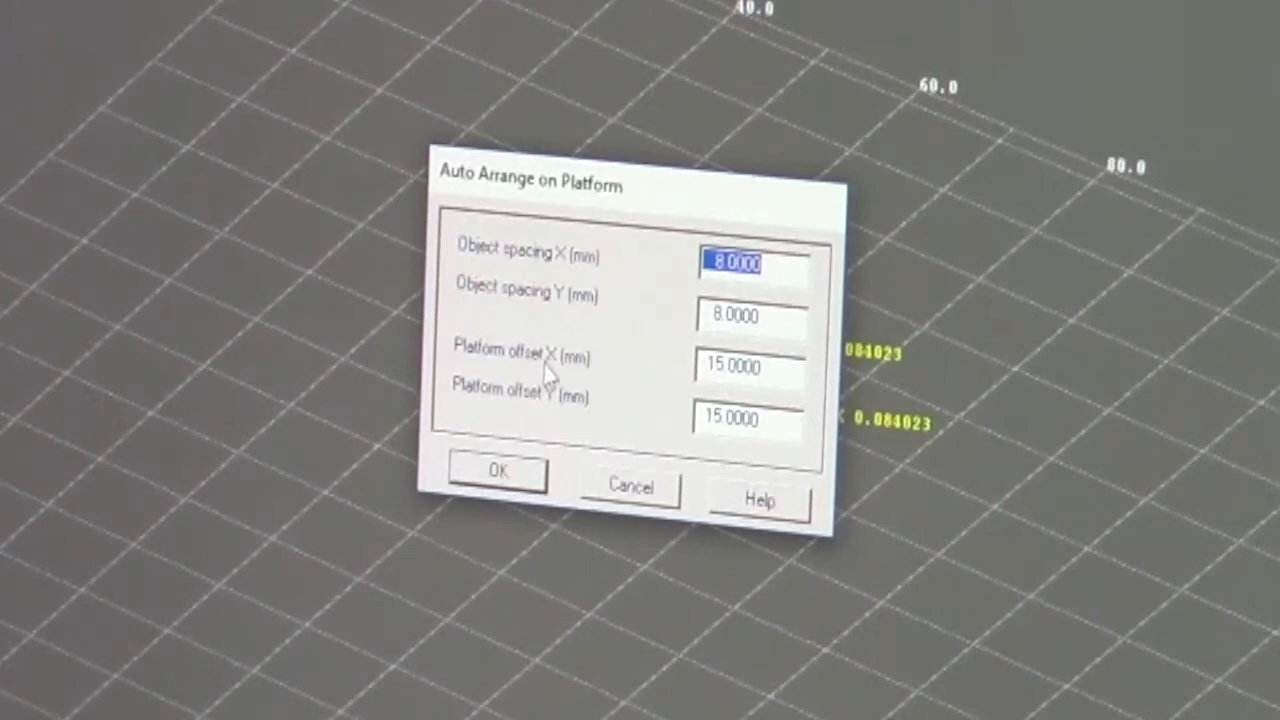 40.0
60.0
80.0
Auto Arrange on Platform
Object spacing X (mm) 8.0000
Object spacing Y (mm) 8.0000
Platform offset X (mm) 15.0000
Platform offset Y (mm) 15.0000
084023
0.084023
OK Cancel Help